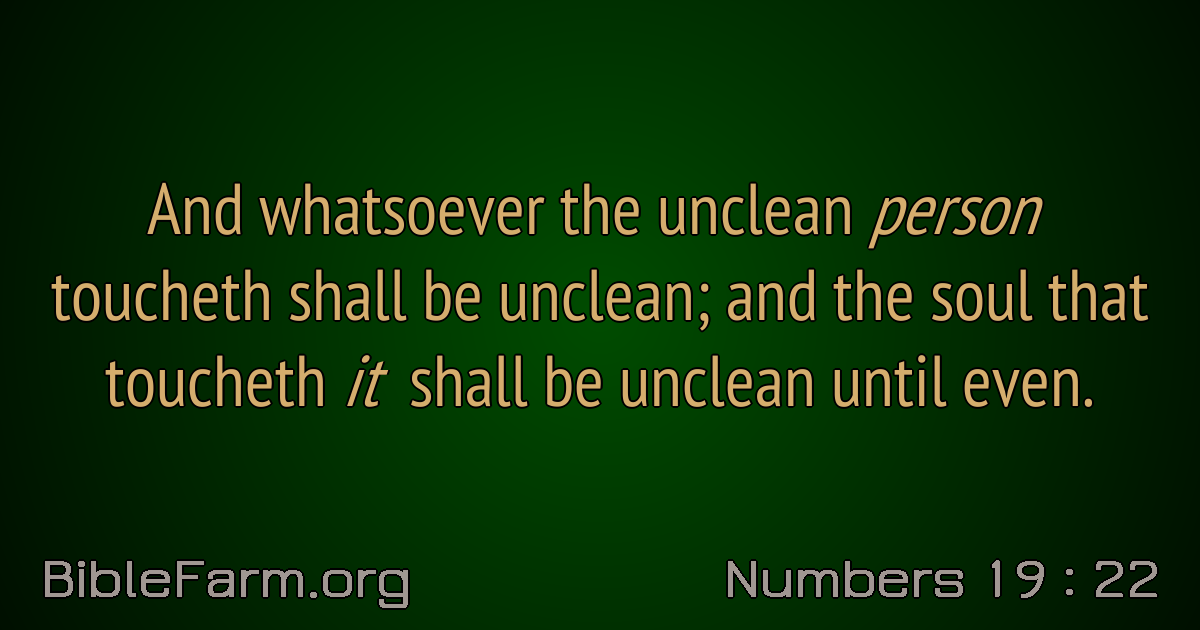 And whatsoever the unclean person
toucheth shall be unclean; and the soul that
toucheth it shall be unclean until even.
BibleFarm.org
Numbers 19 : 22